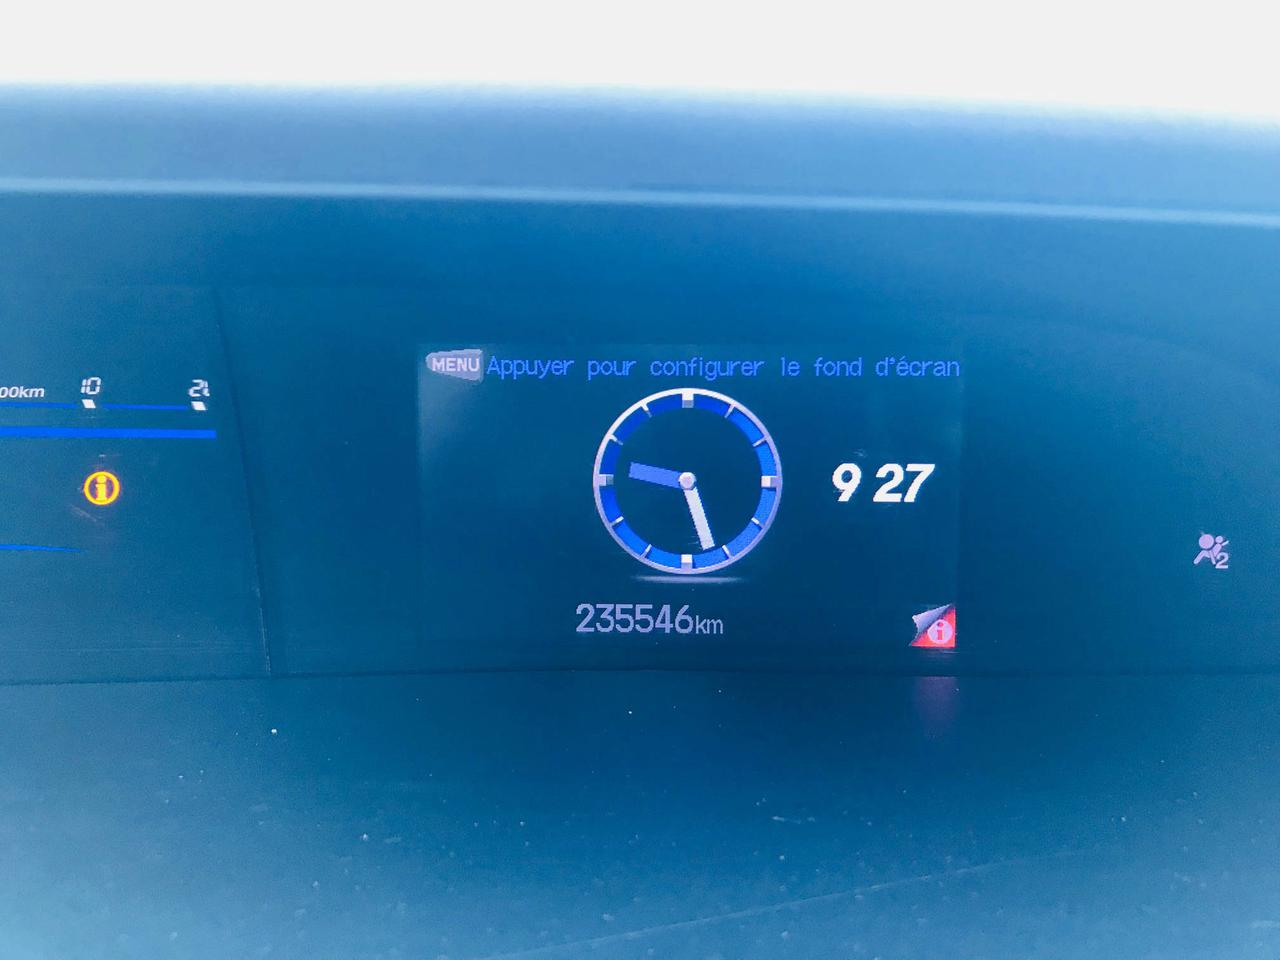 MENU Appuyer pour configurer le fond d'écran
00km 10
9 27
235546km
2